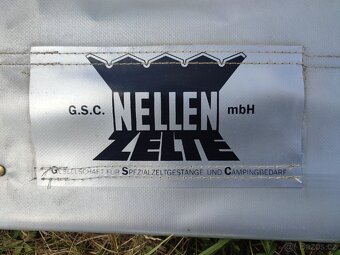 G.S.C. NELLEN mbH
ZELTE
GESELLSCHAFT FÜR SPEZIALZELTGESTÄNGE UND CAMPINGBEDARF